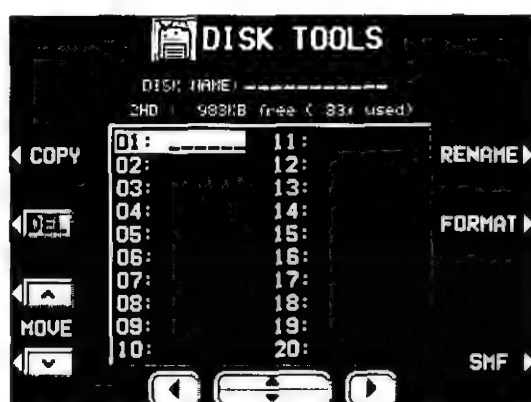 DISK TOOLS
DISK NAME:------------
2HD : 983KB free ( 33% used)
COPY
DEL
MOVE
01: ------
02:
03:
04:
05:
06:
07:
08:
09:
10:
11:
12:
13:
14:
15:
16:
17:
18:
19:
20:
RENAME
FORMAT
SMF